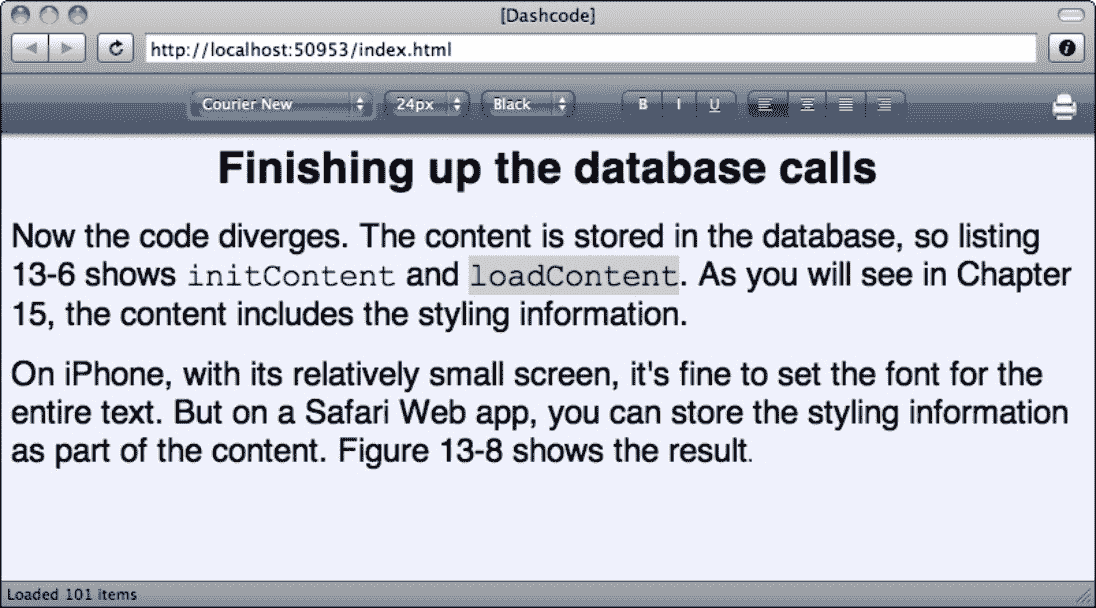 [Dashcode]
http://localhost:50953/index.html
Courier New 24px Black B I U
Finishing up the database calls
Now the code diverges. The content is stored in the database, so listing
13-6 shows initContent and loadContent. As you will see in Chapter
15, the content includes the styling information.
On iPhone, with its relatively small screen, it's fine to set the font for the
entire text. But on a Safari Web app, you can store the styling information
as part of the content. Figure 13-8 shows the result.
Loaded 101 items